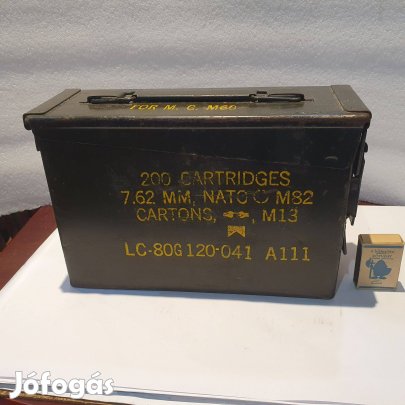 FOR M. G. M60
200 CARTRIDGES
7.62 MM, NATO M82
CARTONS, M13
LC-80G120-041 A111
Jófogás